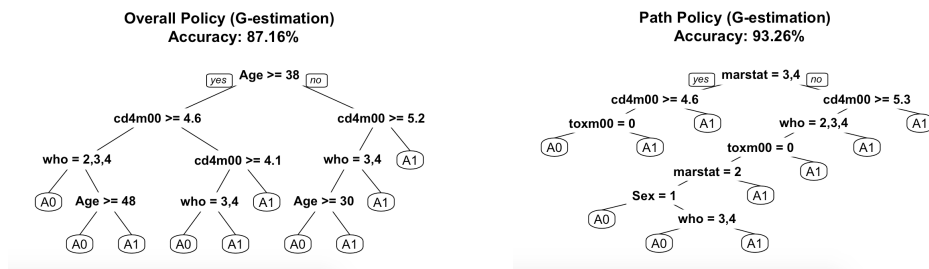 Overall Policy (G-estimation)
Accuracy: 87.16%
yes Age >= 38 no
cd4m00 >= 4.6 cd4m00 >= 5.2
who = 2,3,4 cd4m00 >= 4.1 who = 3,4 A1
A0 Age >= 48 who = 3,4 A1 Age >= 30 A1
A0 A1 A0 A1 A0 A1
Path Policy (G-estimation)
Accuracy: 93.26%
yes marstat = 3,4 no
cd4m00 >= 4.6 cd4m00 >= 5.3
toxm00 = 0 A1 who = 2,3,4 A1
A0 A1 toxm00 = 0 A1
marstat = 2 A1
Sex = 1 A1
A0 who = 3,4
A0 A1